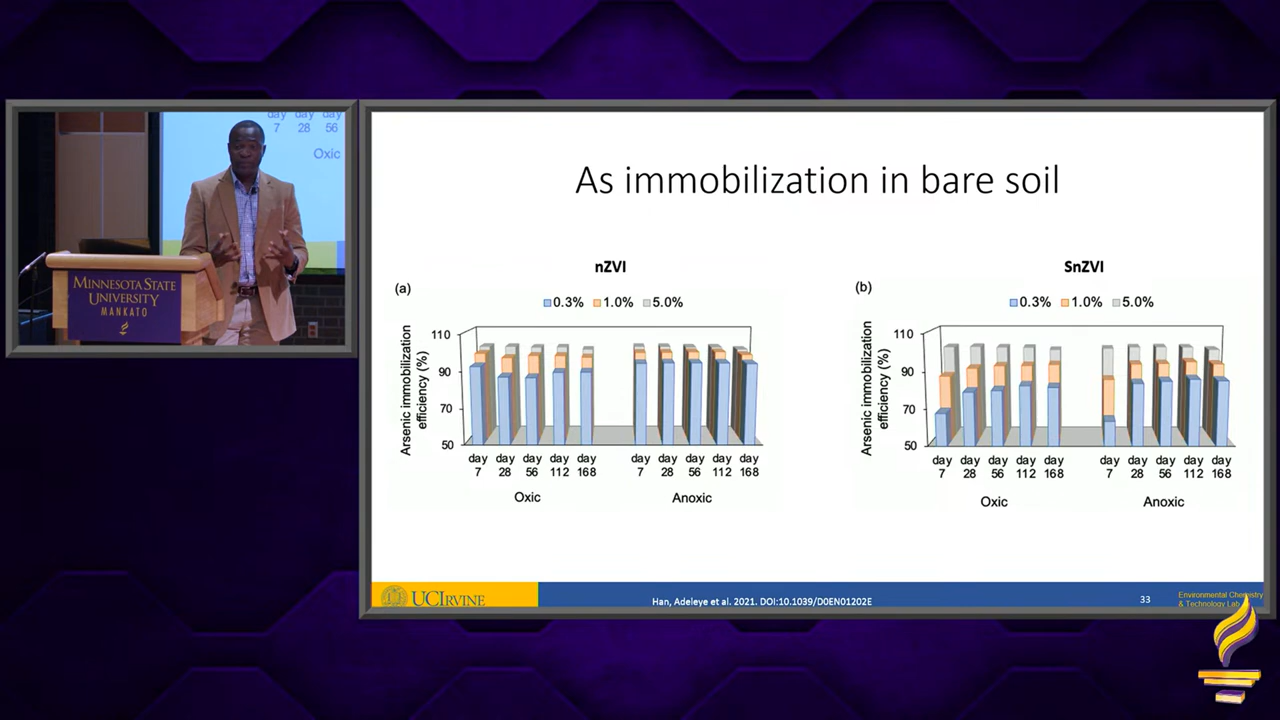 day day day
7 28 56
Oxic
MINNESOTA STATE
UNIVERSITY
MANKATO
As immobilization in bare soil
nZVI
(a)
0.3% 1.0% 5.0%
Arsenic immobilization
efficiency (%)
110
90
70
50
day day day day day day day day day day
7 28 56 112 168 7 28 56 112 168
Oxic Anoxic
SnZVI
(b)
0.3% 1.0% 5.0%
Arsenic immobilization
efficiency (%)
110
90
70
50
day day day day day day day day day day
7 28 56 112 168 7 28 56 112 168
Oxic Anoxic
UCIRVINE
Han, Adeleye et al. 2021. DOI:10.1039/D0EN01202E
33
Environmental Chemistry
& Technology Lab